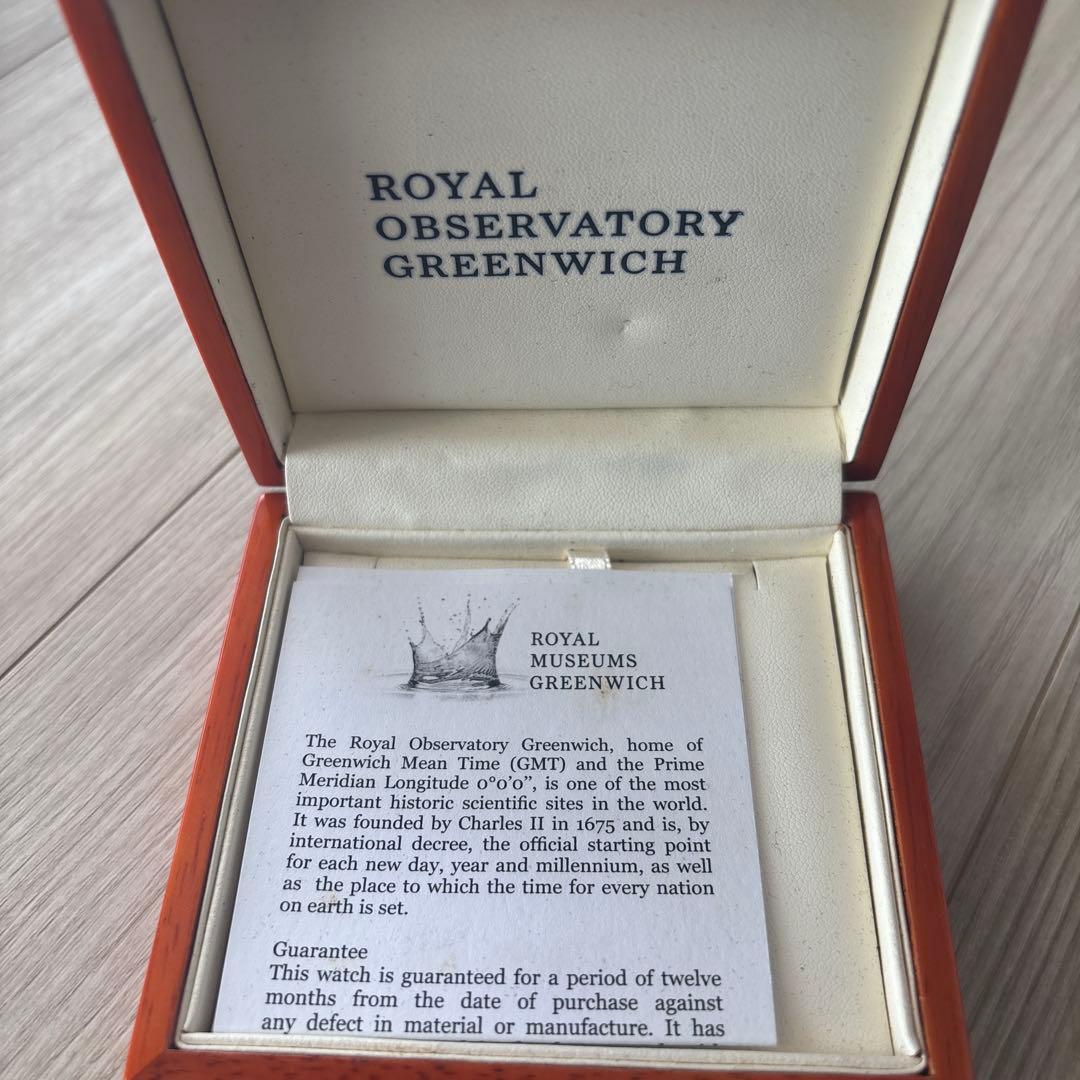 ROYAL
OBSERVATORY
GREENWICH
ROYAL
MUSEUMS
GREENWICH
The Royal Observatory Greenwich, home of
Greenwich Mean Time (GMT) and the Prime
Meridian Longitude 0°0’0”, is one of the most
important historic scientific sites in the world.
It was founded by Charles II in 1675 and is, by
international decree, the official starting point
for each new day, year and millennium, as well
as the place to which the time for every nation
on earth is set.
Guarantee
This watch is guaranteed for a period of twelve
months from the date of purchase against
any defect in material or manufacture. It has